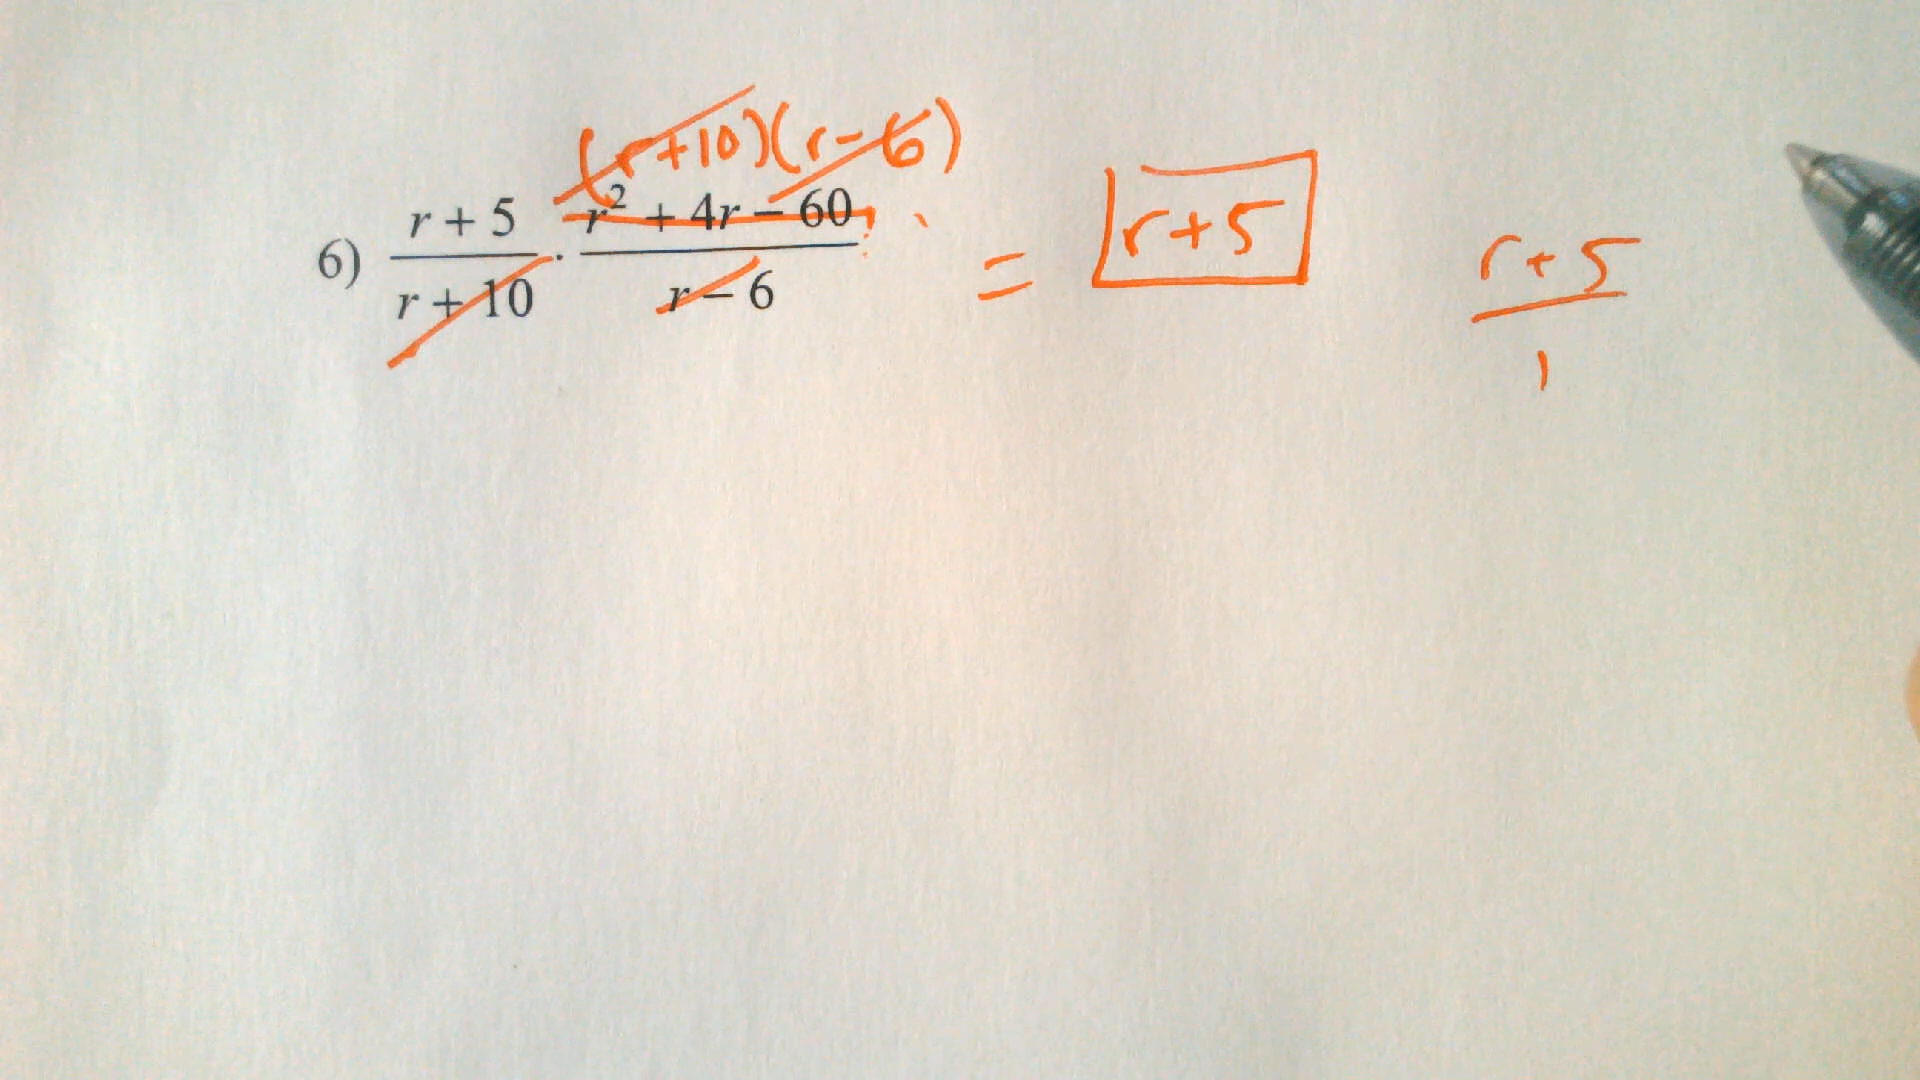 (r+10)(r-6)
6) r + 5 / r + 10 · r² + 4r − 60 / r − 6 = r+5
r+5 / 1